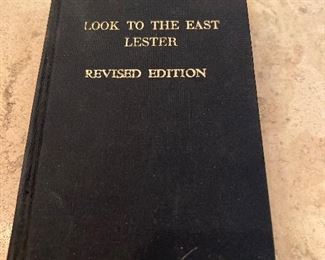 LOOK TO THE EAST
LESTER
REVISED EDITION